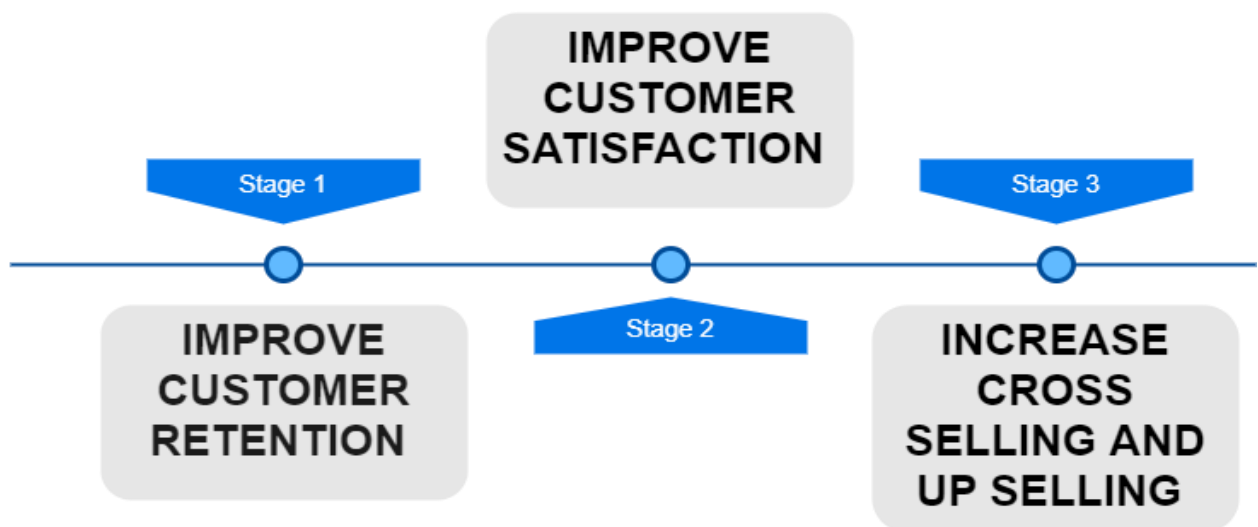 Stage 1
IMPROVE
CUSTOMER
RETENTION
IMPROVE
CUSTOMER
SATISFACTION
Stage 2
Stage 3
INCREASE
CROSS
SELLING AND
UP SELLING